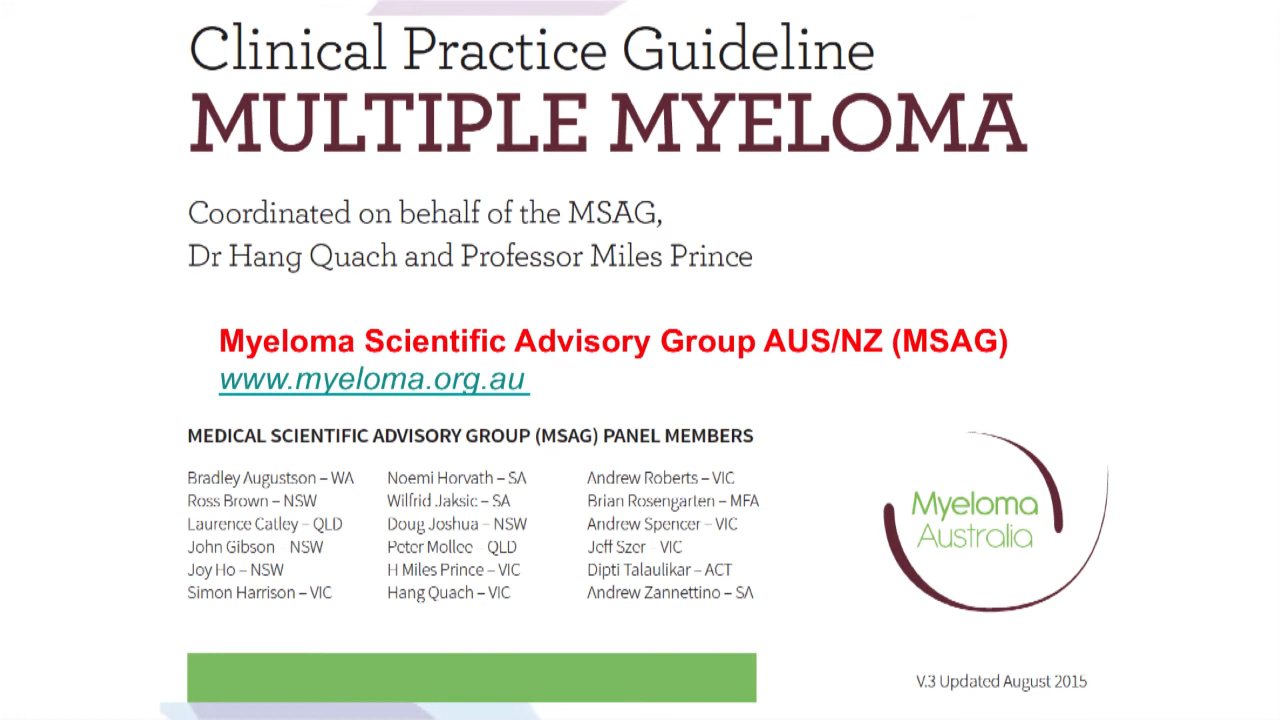 Clinical Practice Guideline
MULTIPLE MYELOMA
Coordinated on behalf of the MSAG,
Dr Hang Quach and Professor Miles Prince
Myeloma Scientific Advisory Group AUS/NZ (MSAG)
www.myeloma.org.au
MEDICAL SCIENTIFIC ADVISORY GROUP (MSAG) PANEL MEMBERS
Bradley Augustson – WA
Ross Brown – NSW
Laurence Catley – QLD
John Gibson – NSW
Joy Ho – NSW
Simon Harrison – VIC
Noemi Horvath – SA
Wilfrid Jaksic – SA
Doug Joshua – NSW
Peter Mollee – QLD
H Miles Prince – VIC
Hang Quach – VIC
Andrew Roberts – VIC
Brian Rosengarten – MFA
Andrew Spencer – VIC
Jeff Szer – VIC
Dipti Talaulikar – ACT
Andrew Zannettino – SA
Myeloma
Australia
V.3 Updated August 2015